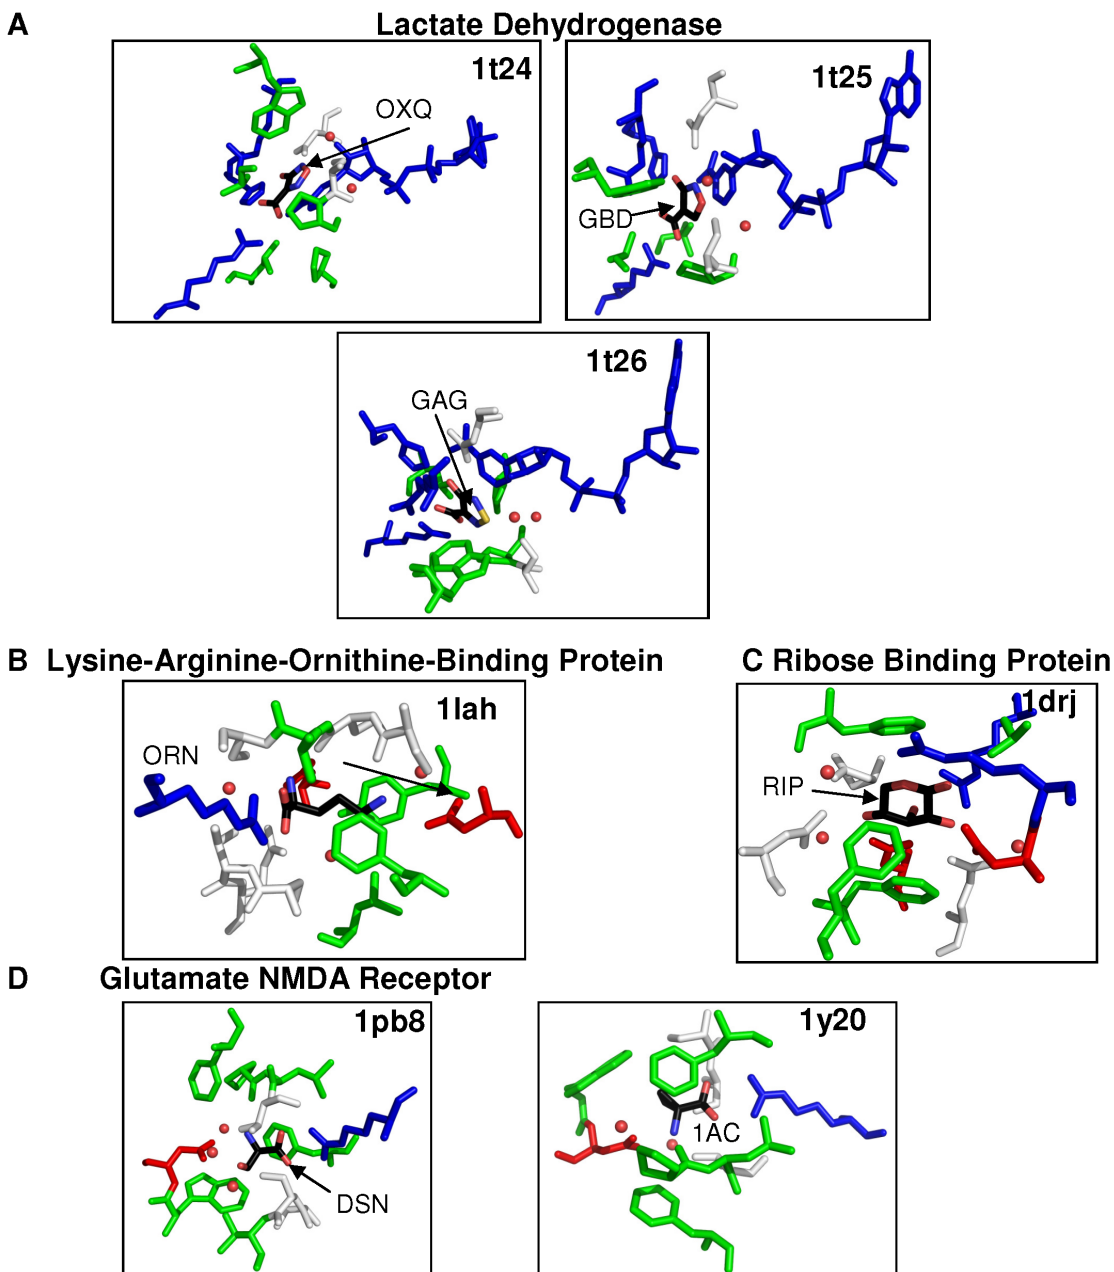 A Lactate Dehydrogenase
1t24
OXQ
1t25
GBD
1t26
GAG
B Lysine-Arginine-Ornithine-Binding Protein
1lah
ORN
C Ribose Binding Protein
1drj
RIP
D Glutamate NMDA Receptor
1pb8
DSN
1y20
1AC